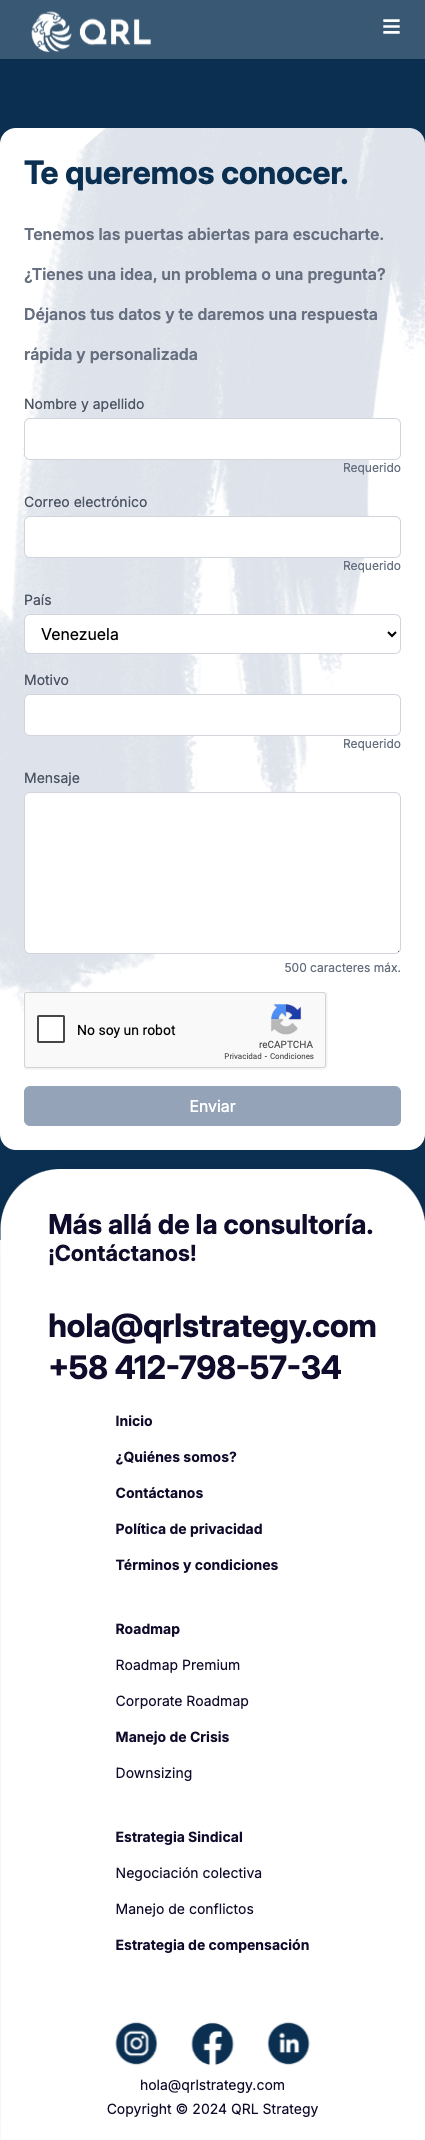 QRL
Te queremos conocer.
Tenemos las puertas abiertas para escucharte.
¿Tienes una idea, un problema o una pregunta?
Déjanos tus datos y te daremos una respuesta
rápida y personalizada
Nombre y apellido
Requerido
Correo electrónico
Requerido
País
Venezuela
Motivo
Requerido
Mensaje
500 caracteres máx.
No soy un robot
reCAPTCHA
Privacidad - Condiciones
Enviar
Más allá de la consultoría.
¡Contáctanos!
hola@qrlstrategy.com
+58 412-798-57-34
Inicio
¿Quiénes somos?
Contáctanos
Política de privacidad
Términos y condiciones
Roadmap
Roadmap Premium
Corporate Roadmap
Manejo de Crisis
Downsizing
Estrategia Sindical
Negociación colectiva
Manejo de conflictos
Estrategia de compensación
in
hola@qrlstrategy.com
Copyright © 2024 QRL Strategy